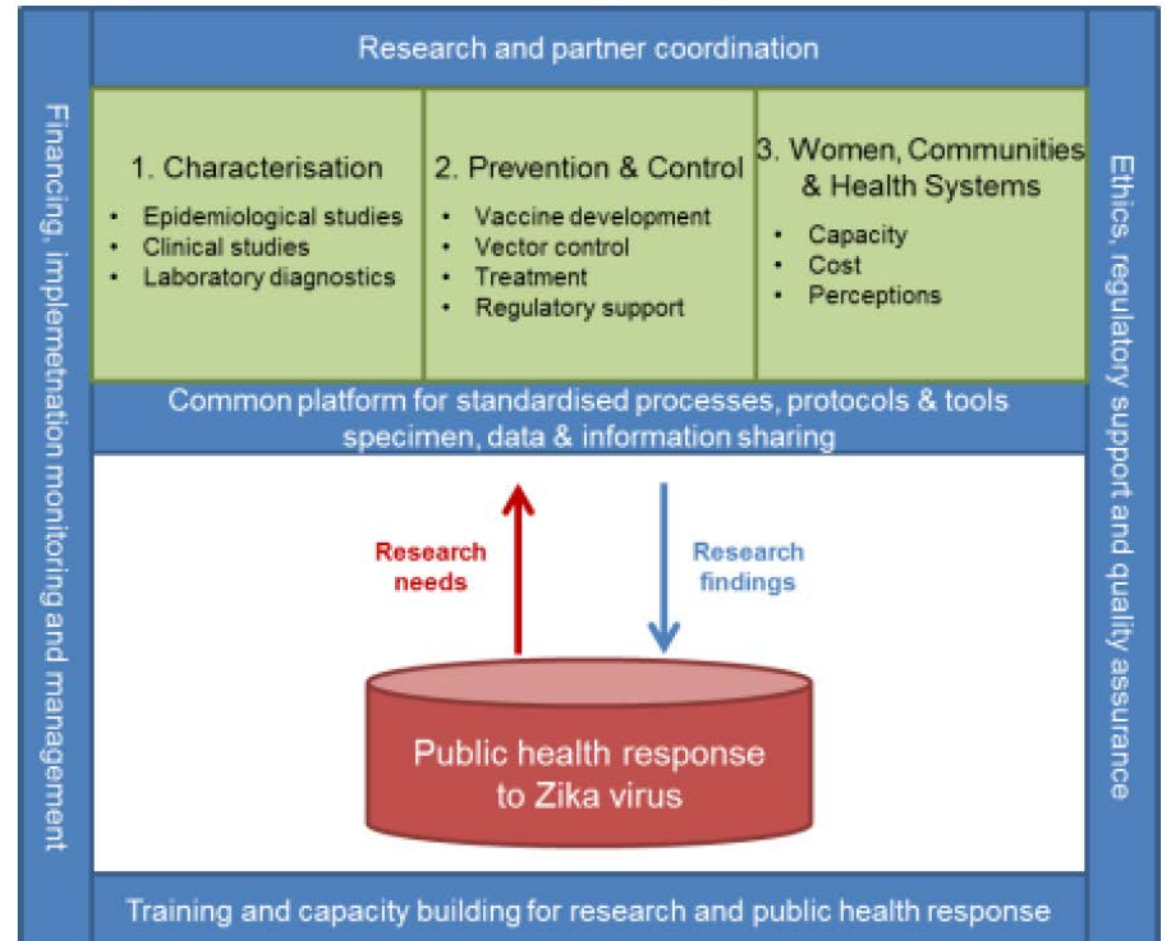 Research and partner coordination
Financing, implemetnation monitoring and management
1. Characterisation
• Epidemiological studies
• Clinical studies
• Laboratory diagnostics
2. Prevention & Control
• Vaccine development
• Vector control
• Treatment
• Regulatory support
3. Women, Communities
& Health Systems
• Capacity
• Cost
• Perceptions
Ethics, regulatory support and quality assurance
Common platform for standardised processes, protocols & tools
specimen, data & information sharing
Research
needs
Research
findings
Public health response
to Zika virus
Training and capacity building for research and public health response